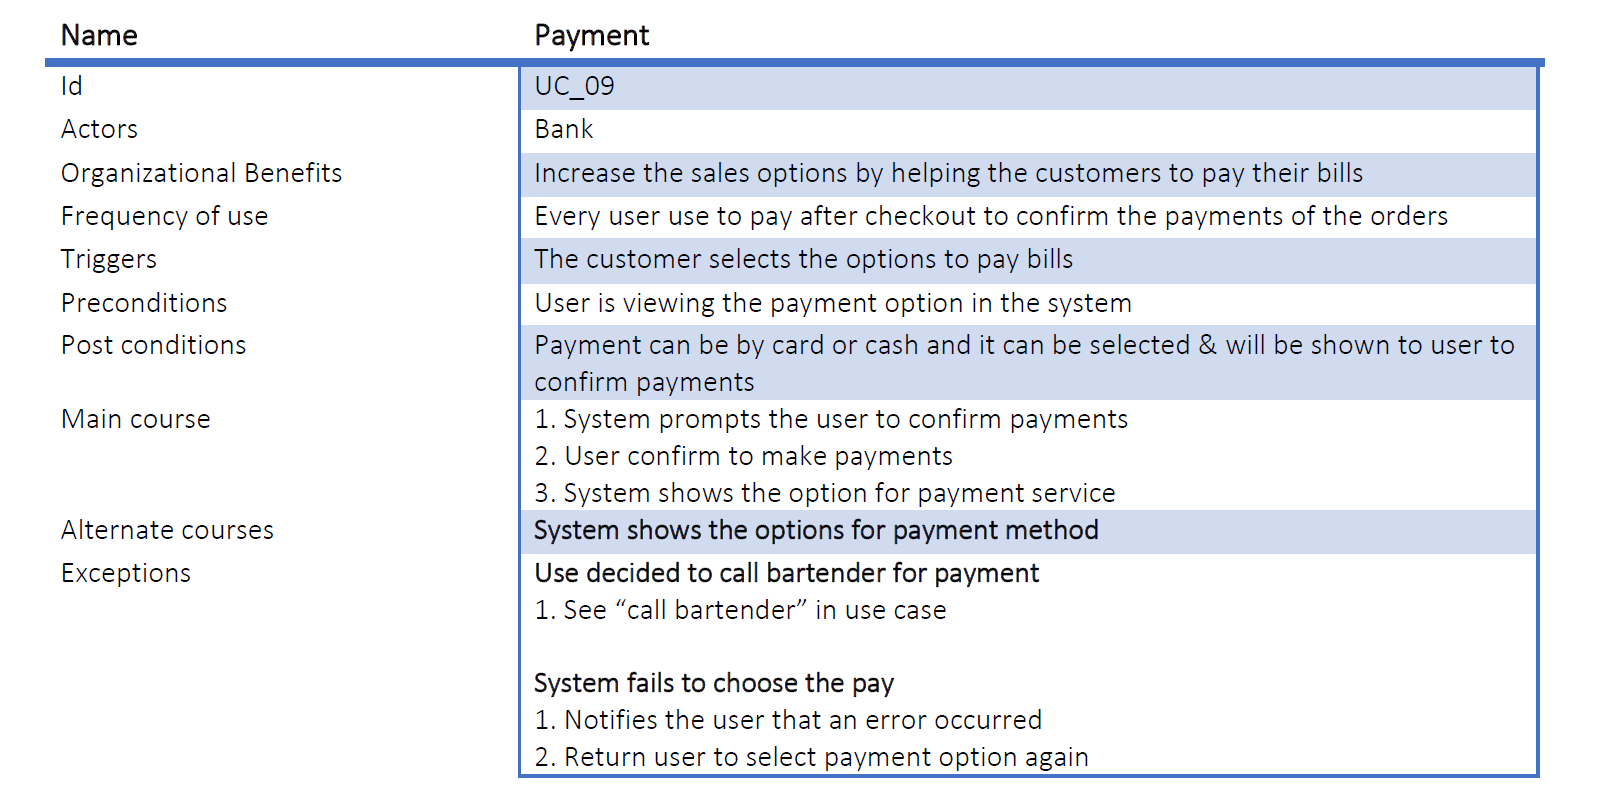 Name Payment
Id UC_09
Actors Bank
Organizational Benefits Increase the sales options by helping the customers to pay their bills
Frequency of use Every user use to pay after checkout to confirm the payments of the orders
Triggers The customer selects the options to pay bills
Preconditions User is viewing the payment option in the system
Post conditions Payment can be by card or cash and it can be selected & will be shown to user to
confirm payments
Main course 1. System prompts the user to confirm payments
2. User confirm to make payments
3. System shows the option for payment service
Alternate courses System shows the options for payment method
Exceptions Use decided to call bartender for payment
1. See “call bartender” in use case
System fails to choose the pay
1. Notifies the user that an error occurred
2. Return user to select payment option again